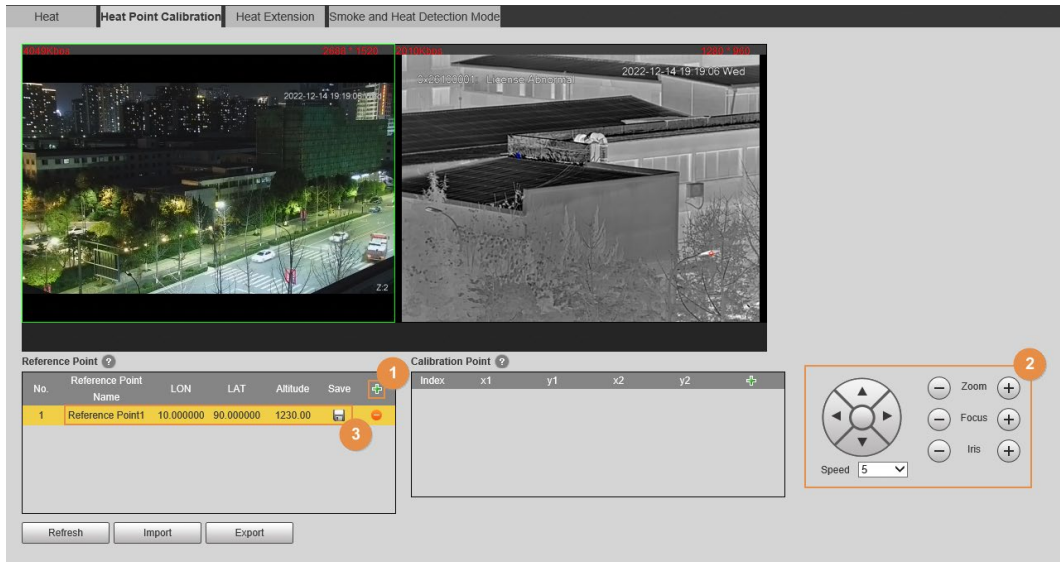 Heat Heat Point Calibration Heat Extension Smoke and Heat Detection Mode
2022-12-14 19:19:06 Wed
License Abnormal
2022-12-14 19:19:06 Wed
Z:2
Reference Point ?
1
No. Reference Point Name LON LAT Altitude Save
1 Reference Point1 10.000000 90.000000 1230.00
3
Calibration Point ?
Index x1 y1 x2 y2
2
Zoom
Focus
Iris
Speed 5
Refresh Import Export